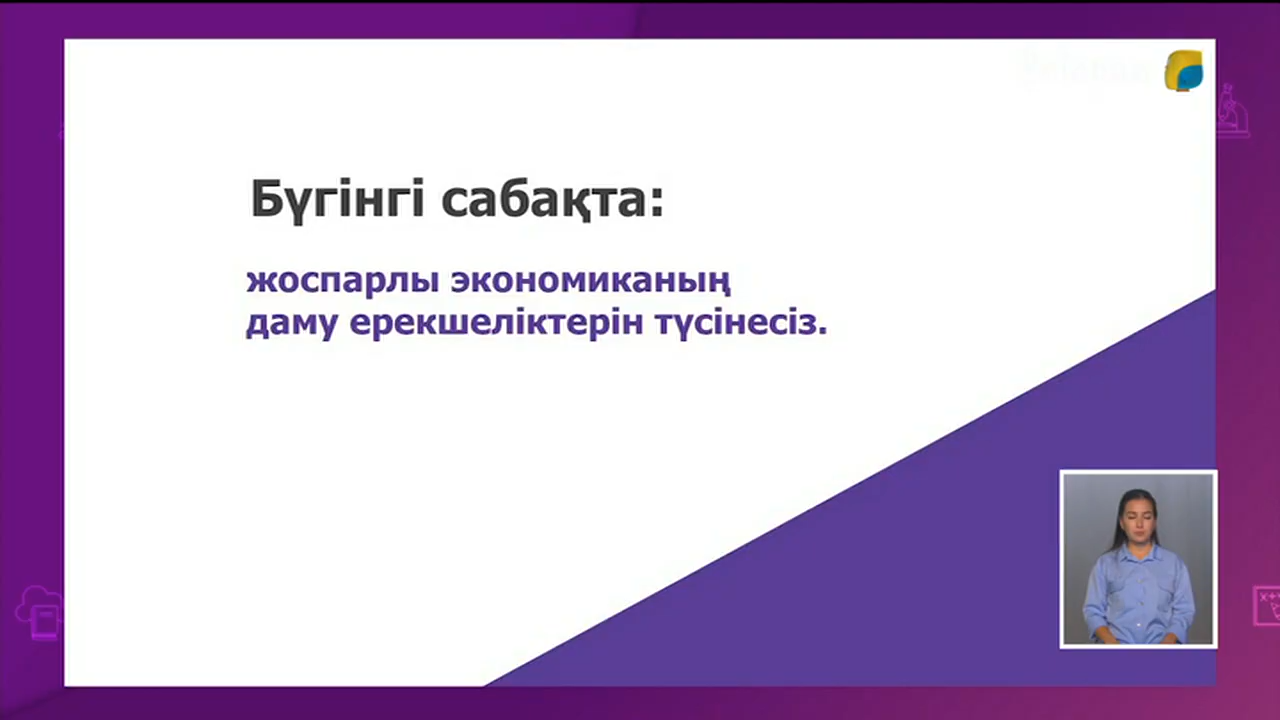 Бүгінгі сабақта:
жоспарлы экономиканың
даму ерекшеліктерін түсінесіз.